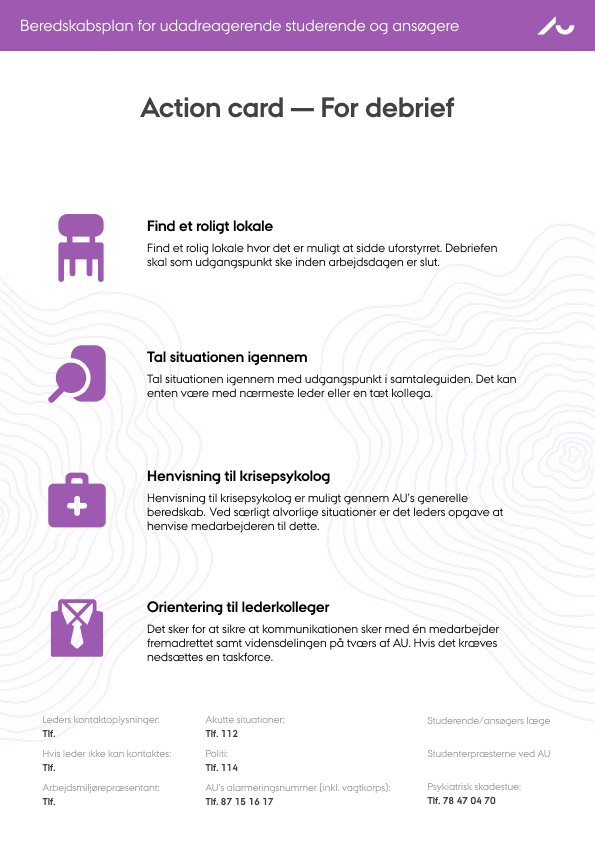 Beredskabsplan for udadreagerende studerende og ansøgere
Action card — For debrief
Find et roligt lokale
Find et rolig lokale hvor det er muligt at sidde uforstyrret. Debriefen
skal som udgangspunkt ske inden arbejdsdagen er slut.
Tal situationen igennem
Tal situationen igennem med udgangspunkt i samtaleguiden. Det kan
enten være med nærmeste leder eller en tæt kollega.
Henvisning til krisepsykolog
Henvisning til krisepsykolog er muligt gennem AU's generelle
beredskab. Ved særligt alvorlige situationer er det leders opgave at
henvise medarbejderen til dette.
Orientering til lederkolleger
Det sker for at sikre at kommunikationen sker med én medarbejder
fremadrettet samt vidensdelingen på tværs af AU. Hvis det kræves
nedsættes en taskforce.
Leders kontaktoplysninger:
Tlf.
Hvis leder ikke kan kontaktes:
Tlf.
Arbejdsmiljørepræsentant:
Tlf.
Akutte situationer:
Tlf. 112
Politi:
Tlf. 114
AU's alarmeringsnummer (inkl. vagtkorps):
Tlf. 87 15 16 17
Studerende/ansøgers læge
Studenterpræsterne ved AU
Psykiatrisk skadestue:
Tlf. 78 47 04 70